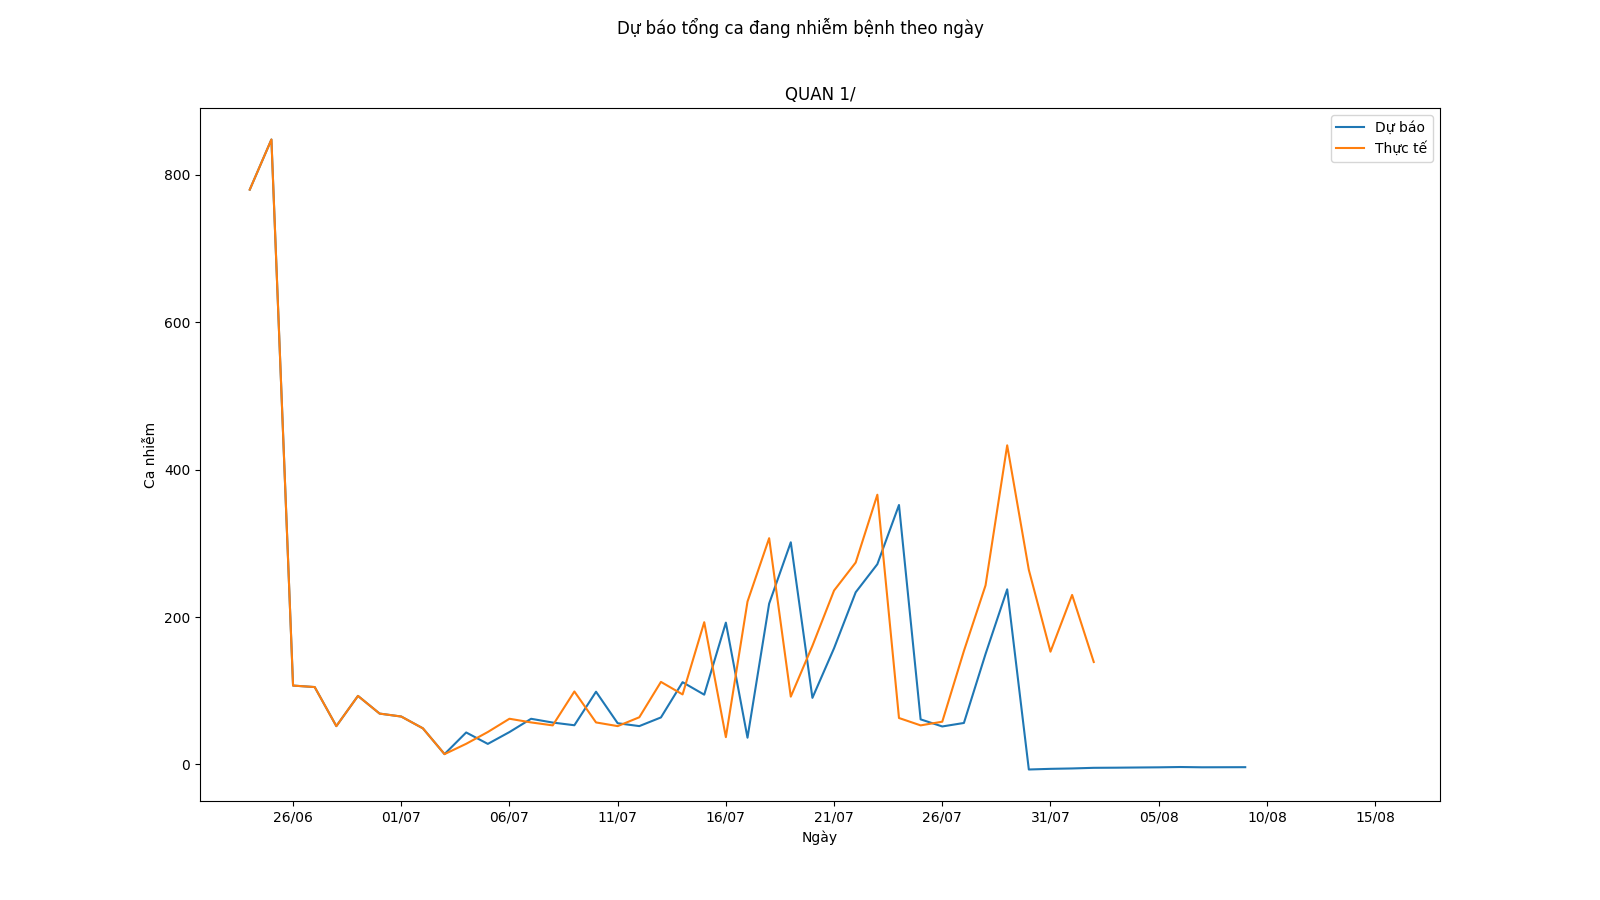 Dự báo tổng ca đang nhiễm bệnh theo ngày
QUAN 1/
Dự báo
Thực tế
800
600
400
200
0
Ca nhiễm
26/06 01/07 06/07 11/07 16/07 21/07 26/07 31/07 05/08 10/08 15/08
Ngày